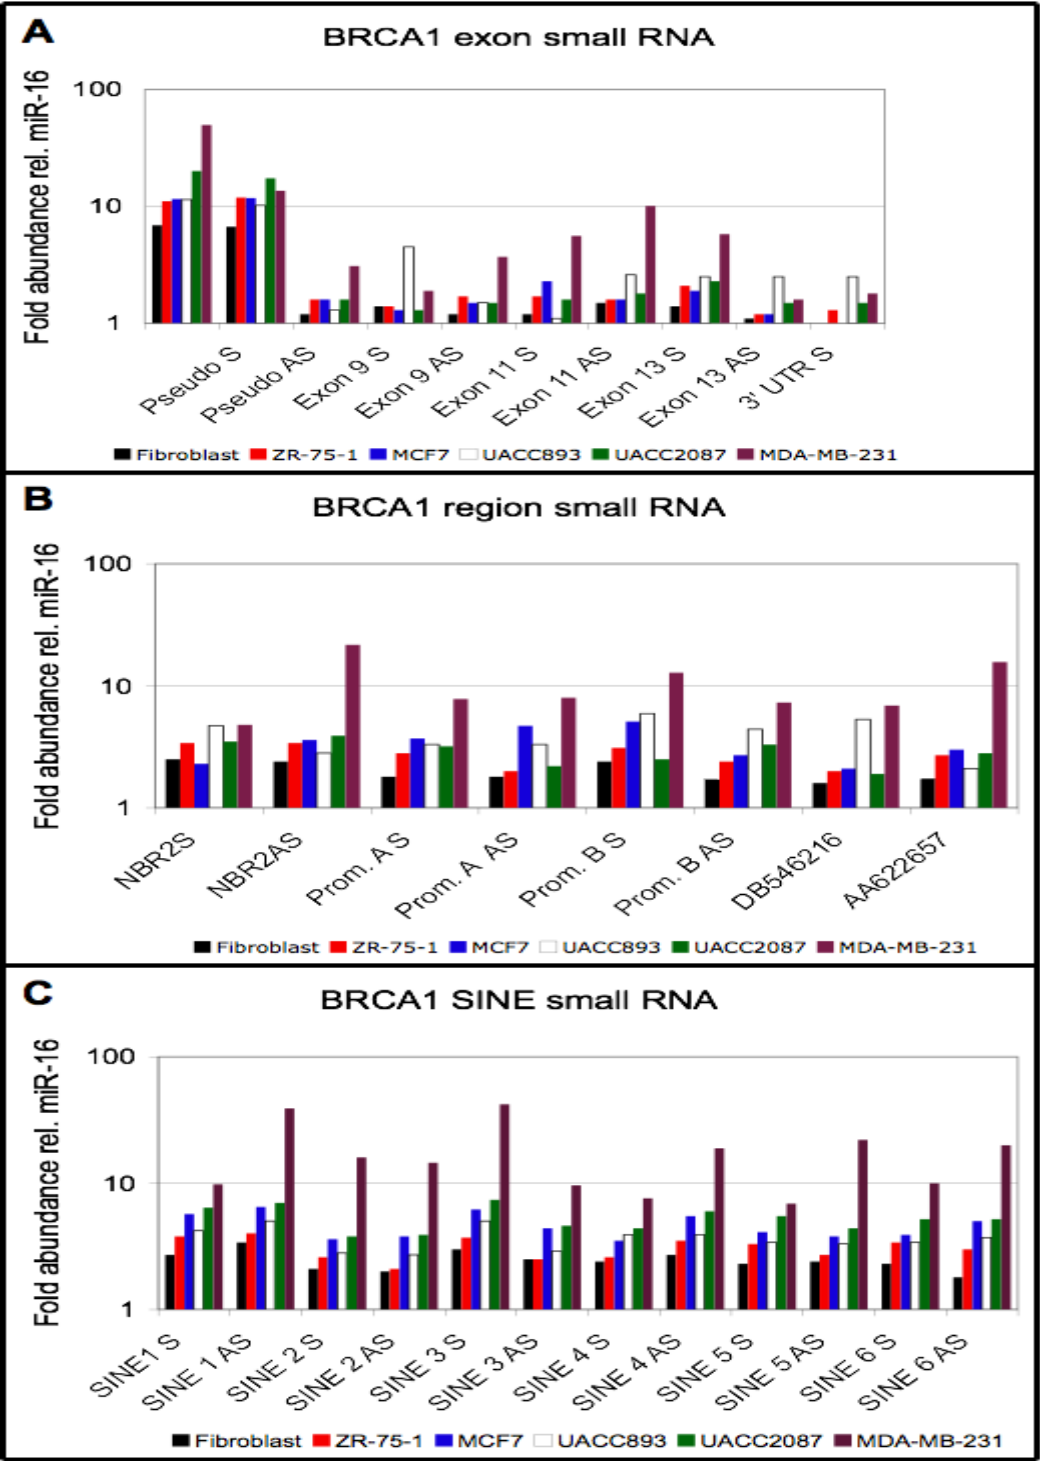 A
BRCA1 exon small RNA
Fold abundance rel. miR-16
100
10
1
Pseudo S
Pseudo AS
Exon 9 S
Exon 9 AS
Exon 11 S
Exon 11 AS
Exon 13 S
Exon 13 AS
3' UTR S
Fibroblast ZR-75-1 MCF7 UACC893 UACC2087 MDA-MB-231
B
BRCA1 region small RNA
Fold abundance rel. miR-16
100
10
1
NBR2S
NBR2AS
Prom. A S
Prom. A AS
Prom. B S
Prom. B AS
DB546216
AA622657
Fibroblast ZR-75-1 MCF7 UACC893 UACC2087 MDA-MB-231
C
BRCA1 SINE small RNA
Fold abundance rel. miR-16
100
10
1
SINE1 S
SINE 1 AS
SINE 2 S
SINE 2 AS
SINE 3 S
SINE 3 AS
SINE 4 S
SINE 4 AS
SINE 5 S
SINE 5 AS
SINE 6 S
SINE 6 AS
Fibroblast ZR-75-1 MCF7 UACC893 UACC2087 MDA-MB-231